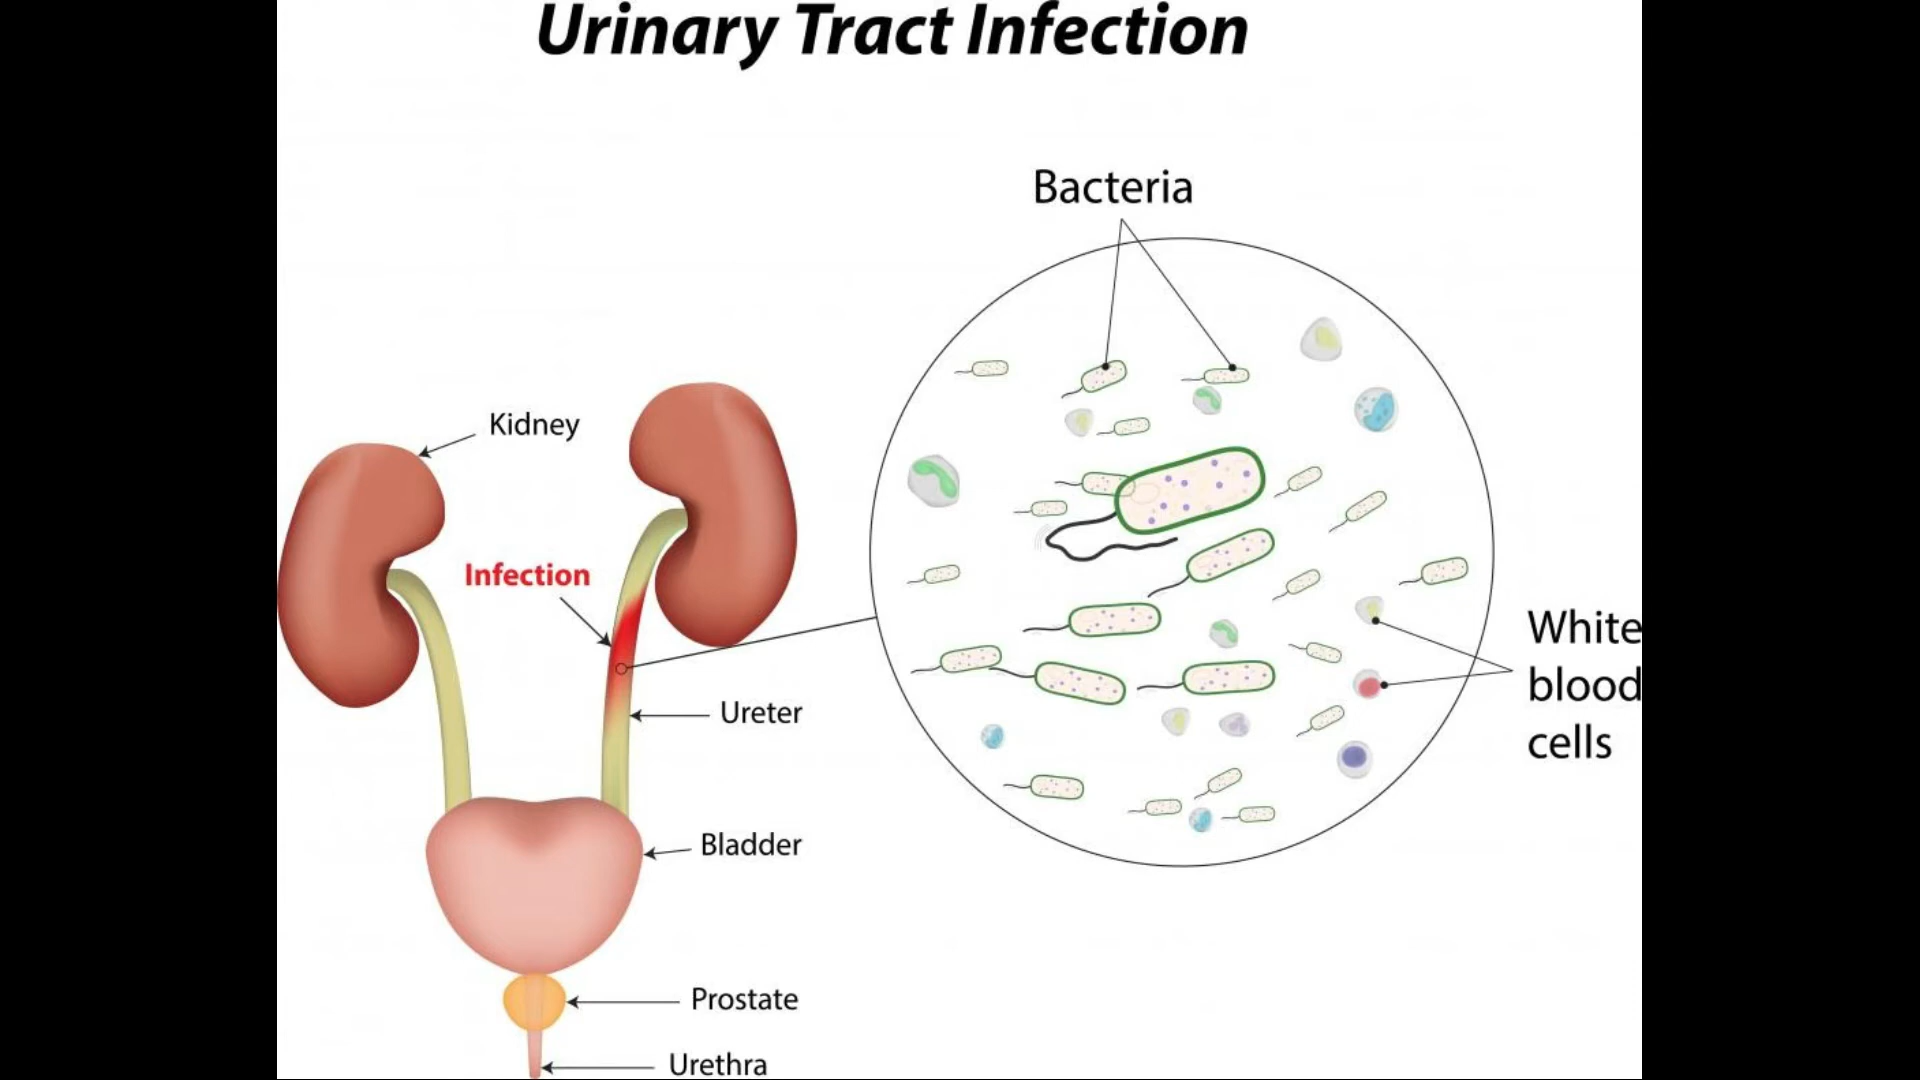 Urinary Tract Infection
Bacteria
Kidney
Infection
Ureter
White
blood
cells
Bladder
Prostate
Urethra